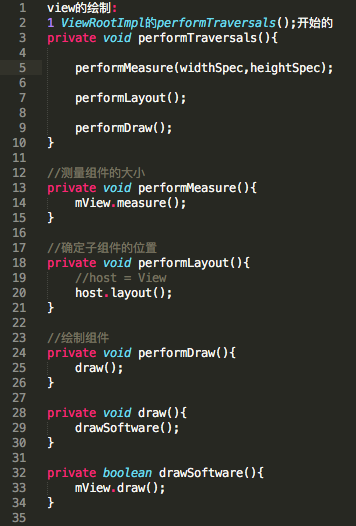 1 view的绘制:
2 1 ViewRootImpl的performTraversals();开始的
3 private void performTraversals(){
4
5 performMeasure(widthSpec,heightSpec);
6
7 performLayout();
8
9 performDraw();
10 }
11
12 //测量组件的大小
13 private void performMeasure(){
14 mView.measure();
15 }
16
17 //确定子组件的位置
18 private void performLayout(){
19 //host = View
20 host.layout();
21 }
22
23 //绘制组件
24 private void performDraw(){
25 draw();
26 }
27
28 private void draw(){
29 drawSoftware();
30 }
31
32 private boolean drawSoftware(){
33 mView.draw();
34 }
35